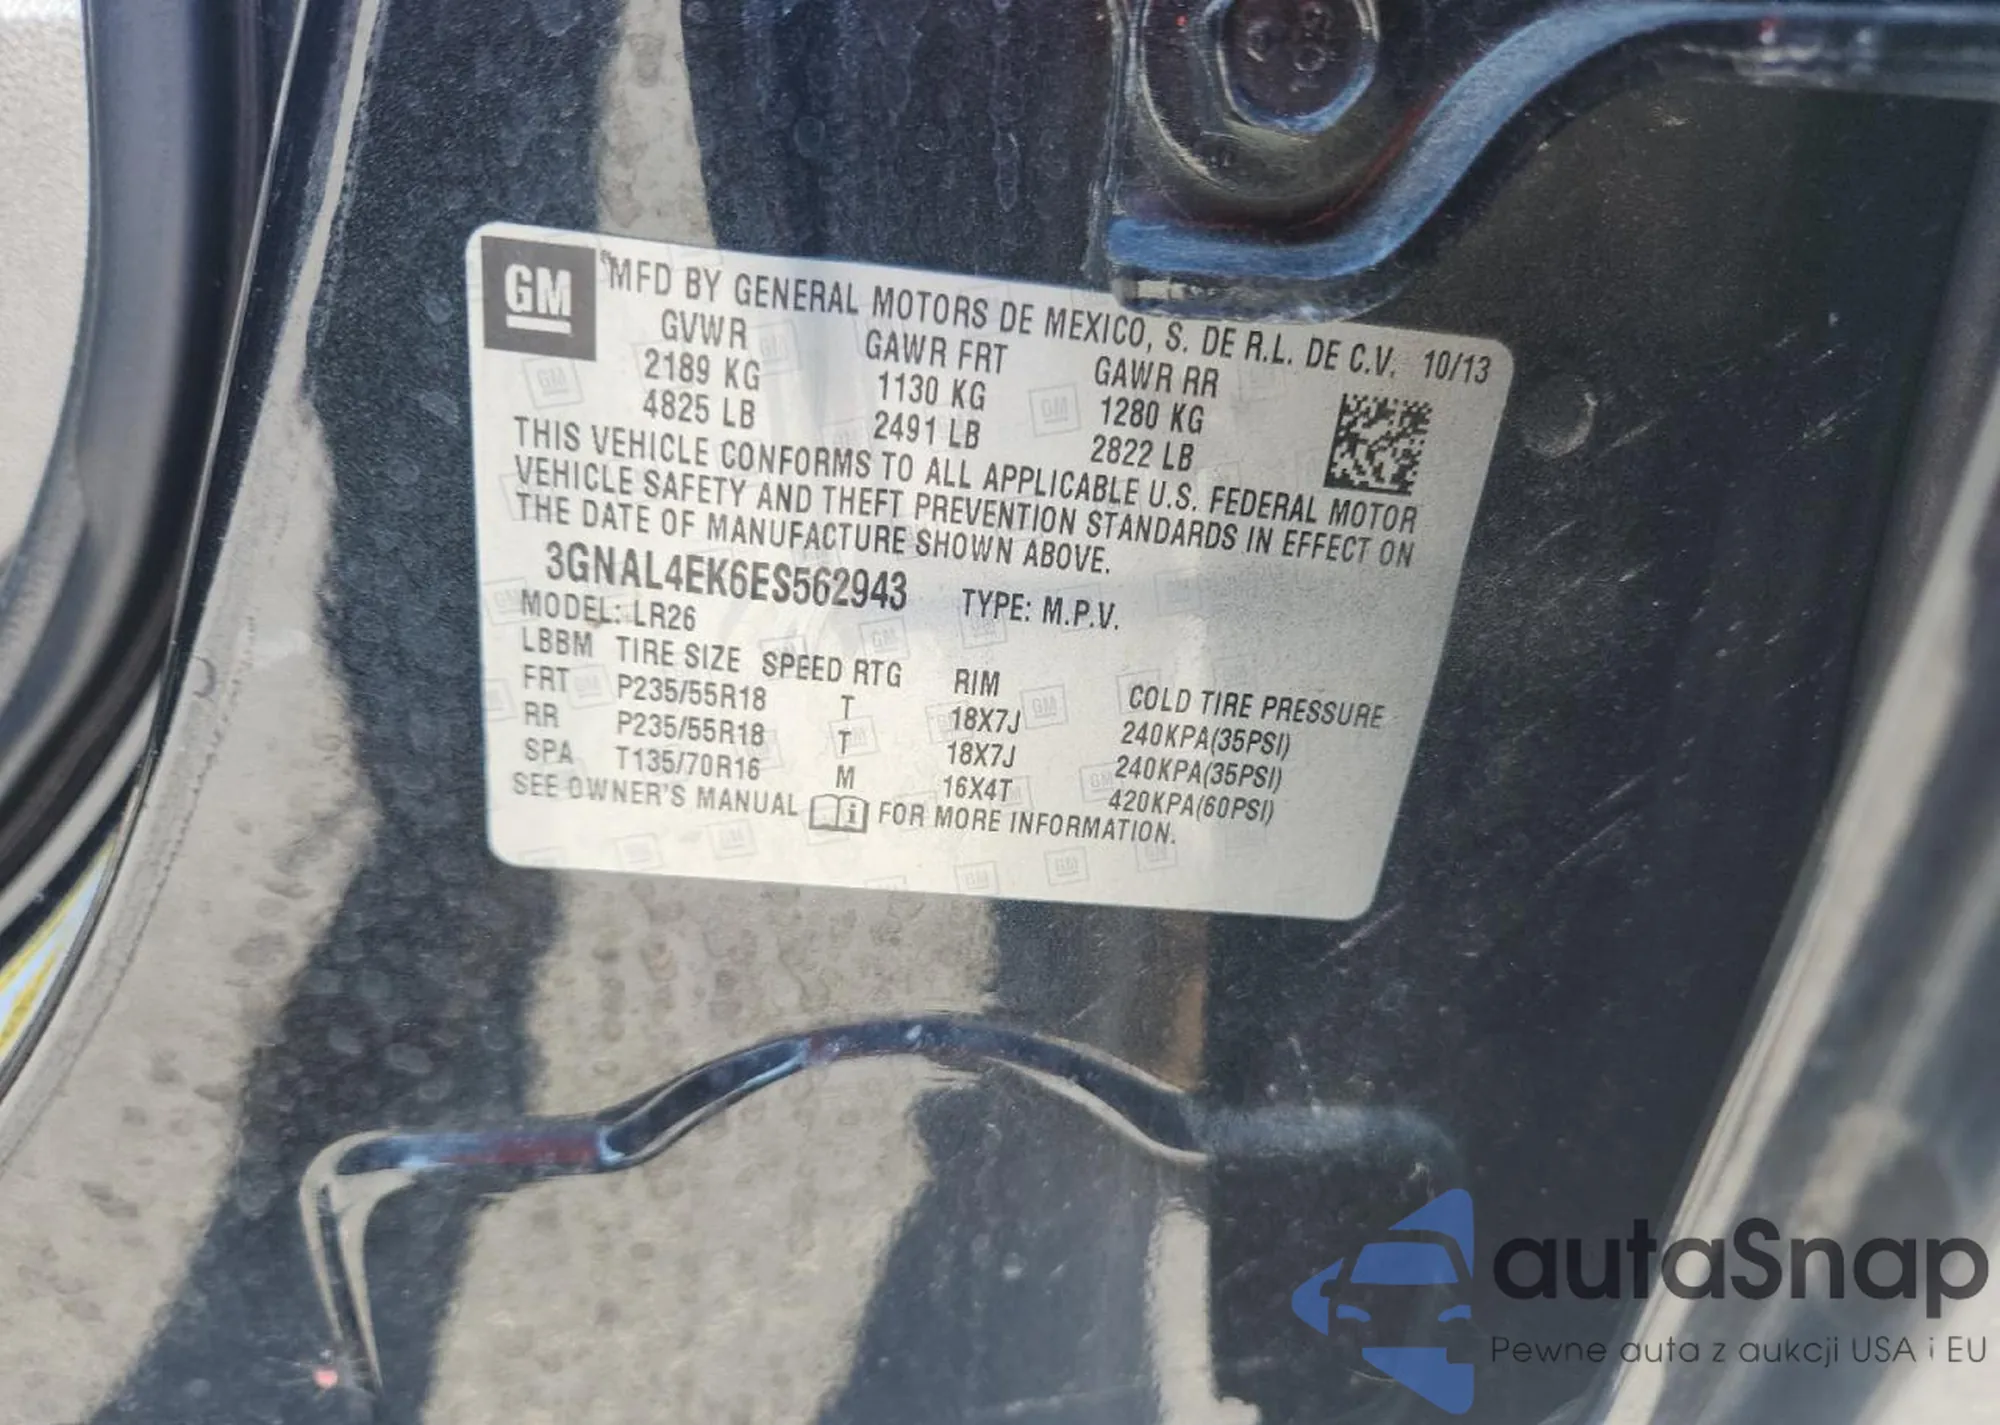 GM
MFD BY GENERAL MOTORS DE MEXICO, S. DE R.L. DE C.V. 10/13
GVWR GAWR FRT GAWR RR
2189 KG 1130 KG 1280 KG
4825 LB 2491 LB 2822 LB
THIS VEHICLE CONFORMS TO ALL APPLICABLE U.S. FEDERAL MOTOR
VEHICLE SAFETY AND THEFT PREVENTION STANDARDS IN EFFECT ON
THE DATE OF MANUFACTURE SHOWN ABOVE.
3GNAL4EK6ES562943 TYPE: M.P.V.
MODEL: LR26
LBBM TIRE SIZE SPEED RTG RIM COLD TIRE PRESSURE
FRT P235/55R18 T 18X7J 240KPA(35PSI)
RR P235/55R18 T 18X7J 240KPA(35PSI)
SPA T135/70R16 M 16X4T 420KPA(60PSI)
SEE OWNER'S MANUAL i FOR MORE INFORMATION.
autaSnap
Pewne auta z aukcji USA i EU